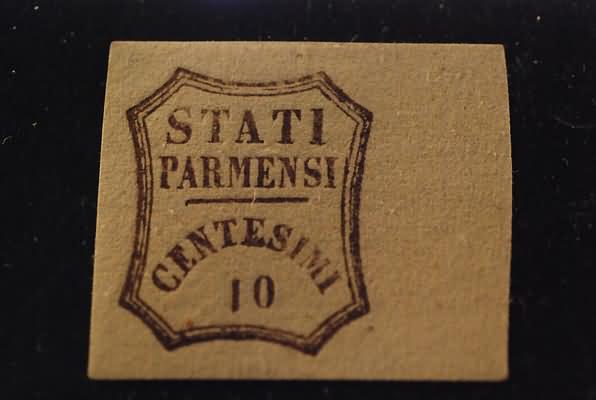 STATI
PARMENSI
CENTESIMI
10